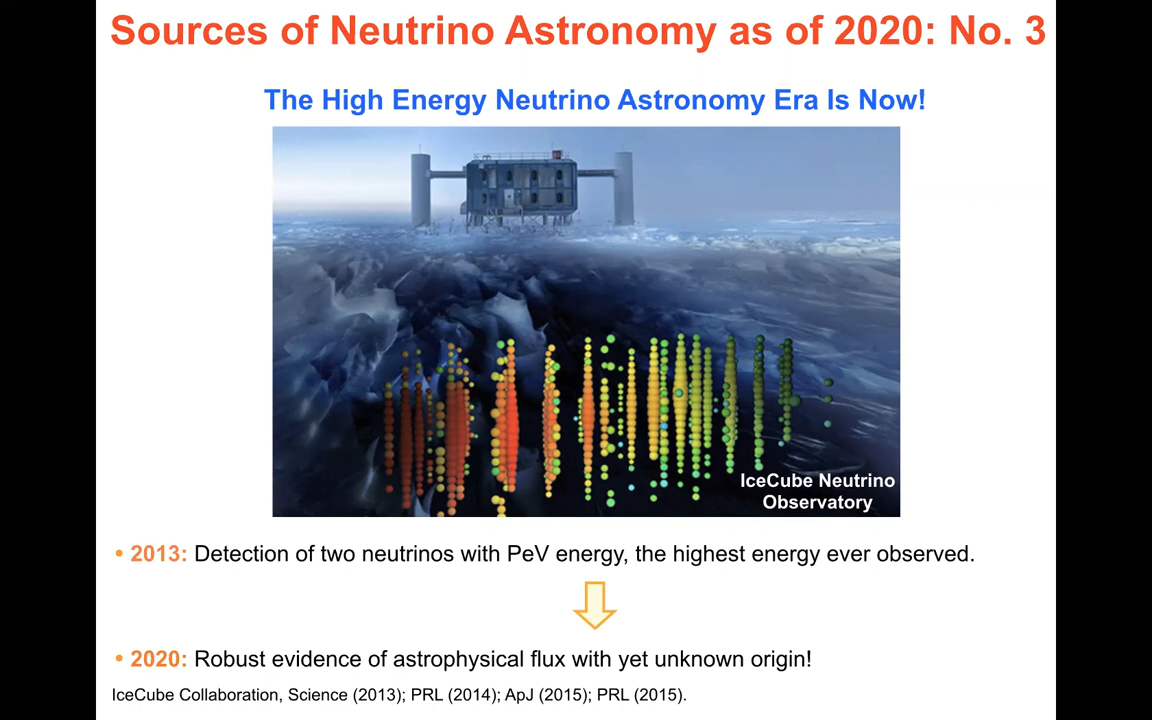 Sources of Neutrino Astronomy as of 2020: No. 3
The High Energy Neutrino Astronomy Era Is Now!
IceCube Neutrino
Observatory
• 2013: Detection of two neutrinos with PeV energy, the highest energy ever observed.
• 2020: Robust evidence of astrophysical flux with yet unknown origin!
IceCube Collaboration, Science (2013); PRL (2014); ApJ (2015); PRL (2015).